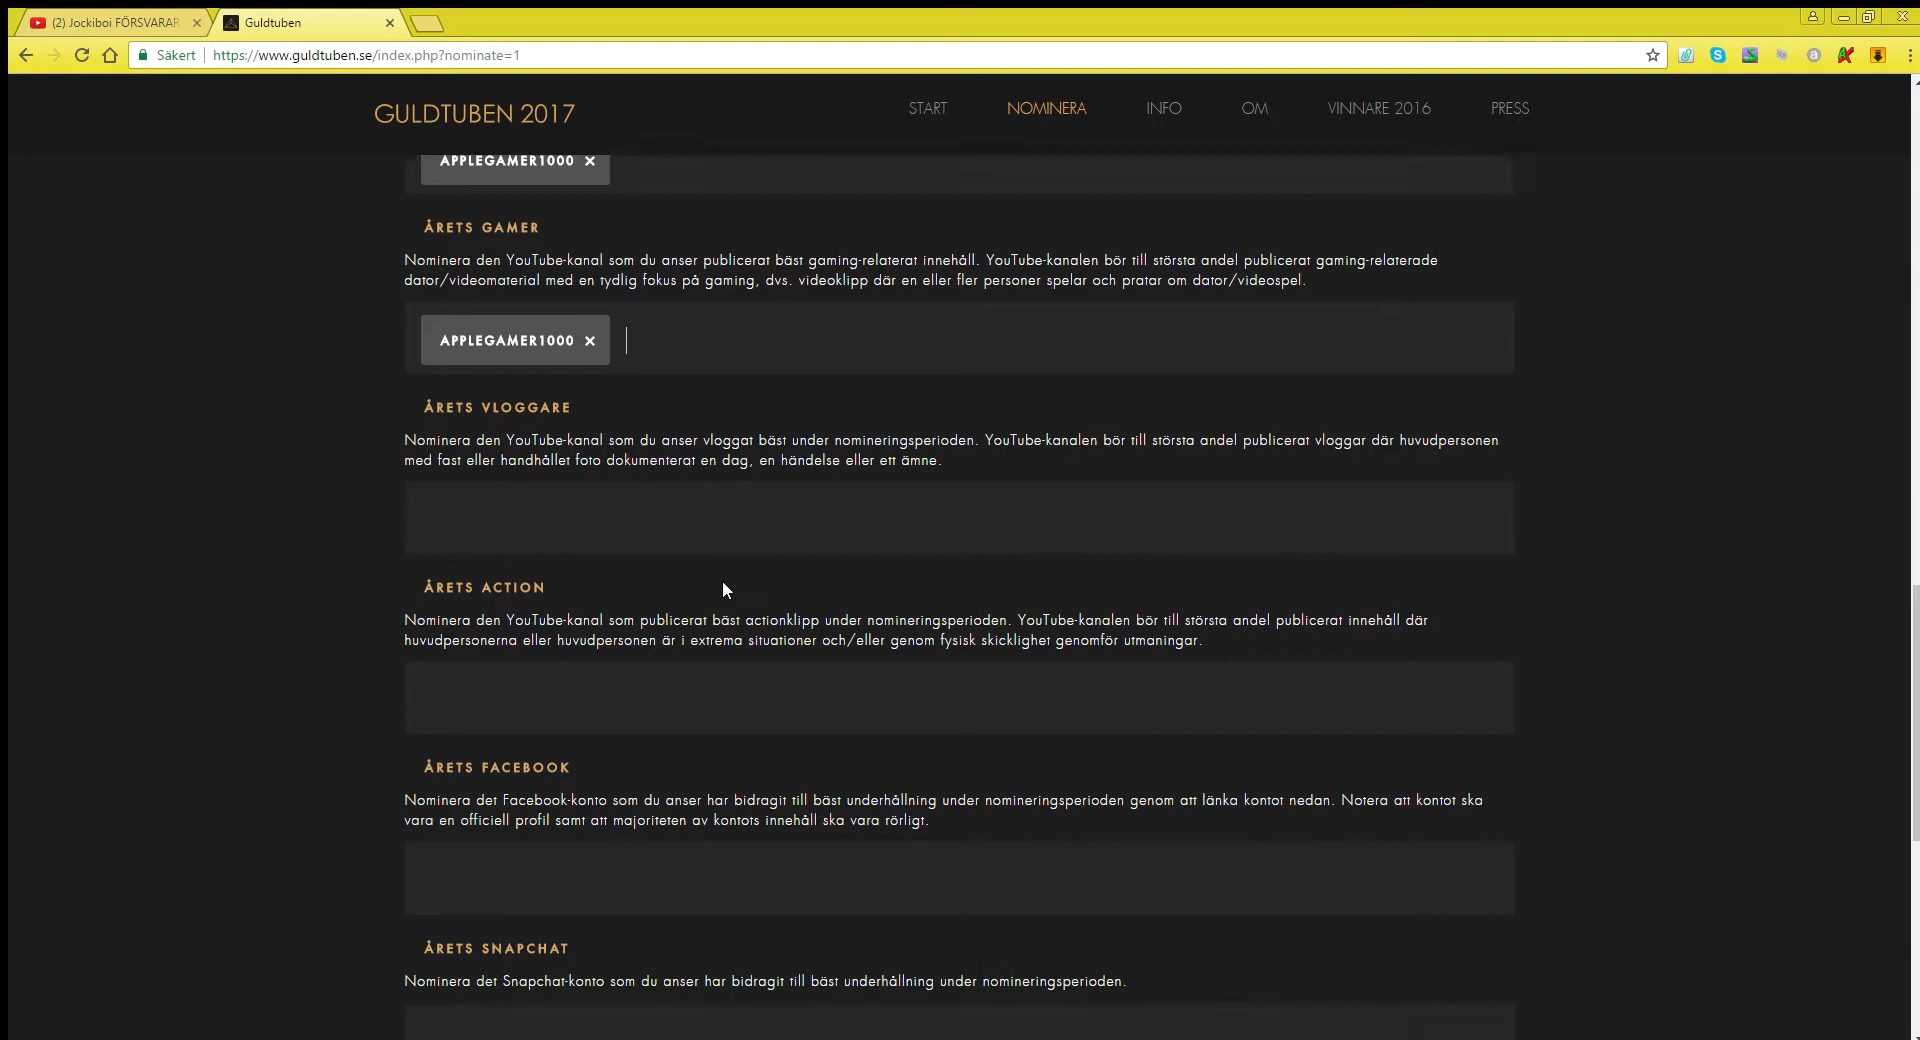 (2) Jockiboi FÖRSVARAR
Guldtuben
Säkert
https://www.guldtuben.se/index.php?nominate=1
GULDTUBEN 2017
START
NOMINERA
INFO
OM
VINNARE 2016
PRESS
APPLEGAMER1000 ×
ÅRETS GAMER
Nominera den YouTube-kanal som du anser publicerat bäst gaming-relaterat innehåll. YouTube-kanalen bör till största andel publicerat gaming-relaterade
dator/videomaterial med en tydlig fokus på gaming, dvs. videoklipp där en eller fler personer spelar och pratar om dator/videospel.
APPLEGAMER1000 ×
ÅRETS VLOGGARE
Nominera den YouTube-kanal som du anser vloggat bäst under nomineringsperioden. YouTube-kanalen bör till största andel publicerat vloggar där huvudpersonen
med fast eller handhållet foto dokumenterat en dag, en händelse eller ett ämne.
ÅRETS ACTION
Nominera den YouTube-kanal som publicerat bäst actionklipp under nomineringsperioden. YouTube-kanalen bör till största andel publicerat innehåll där
huvudpersonerna eller huvudpersonen är i extrema situationer och/eller genom fysisk skicklighet genomför utmaningar.
ÅRETS FACEBOOK
Nominera det Facebook-konto som du anser har bidragit till bäst underhållning under nomineringsperioden genom att länka kontot nedan. Notera att kontot ska
vara en officiell profil samt att majoriteten av kontots innehåll ska vara rörligt.
ÅRETS SNAPCHAT
Nominera det Snapchat-konto som du anser har bidragit till bäst underhållning under nomineringsperioden.